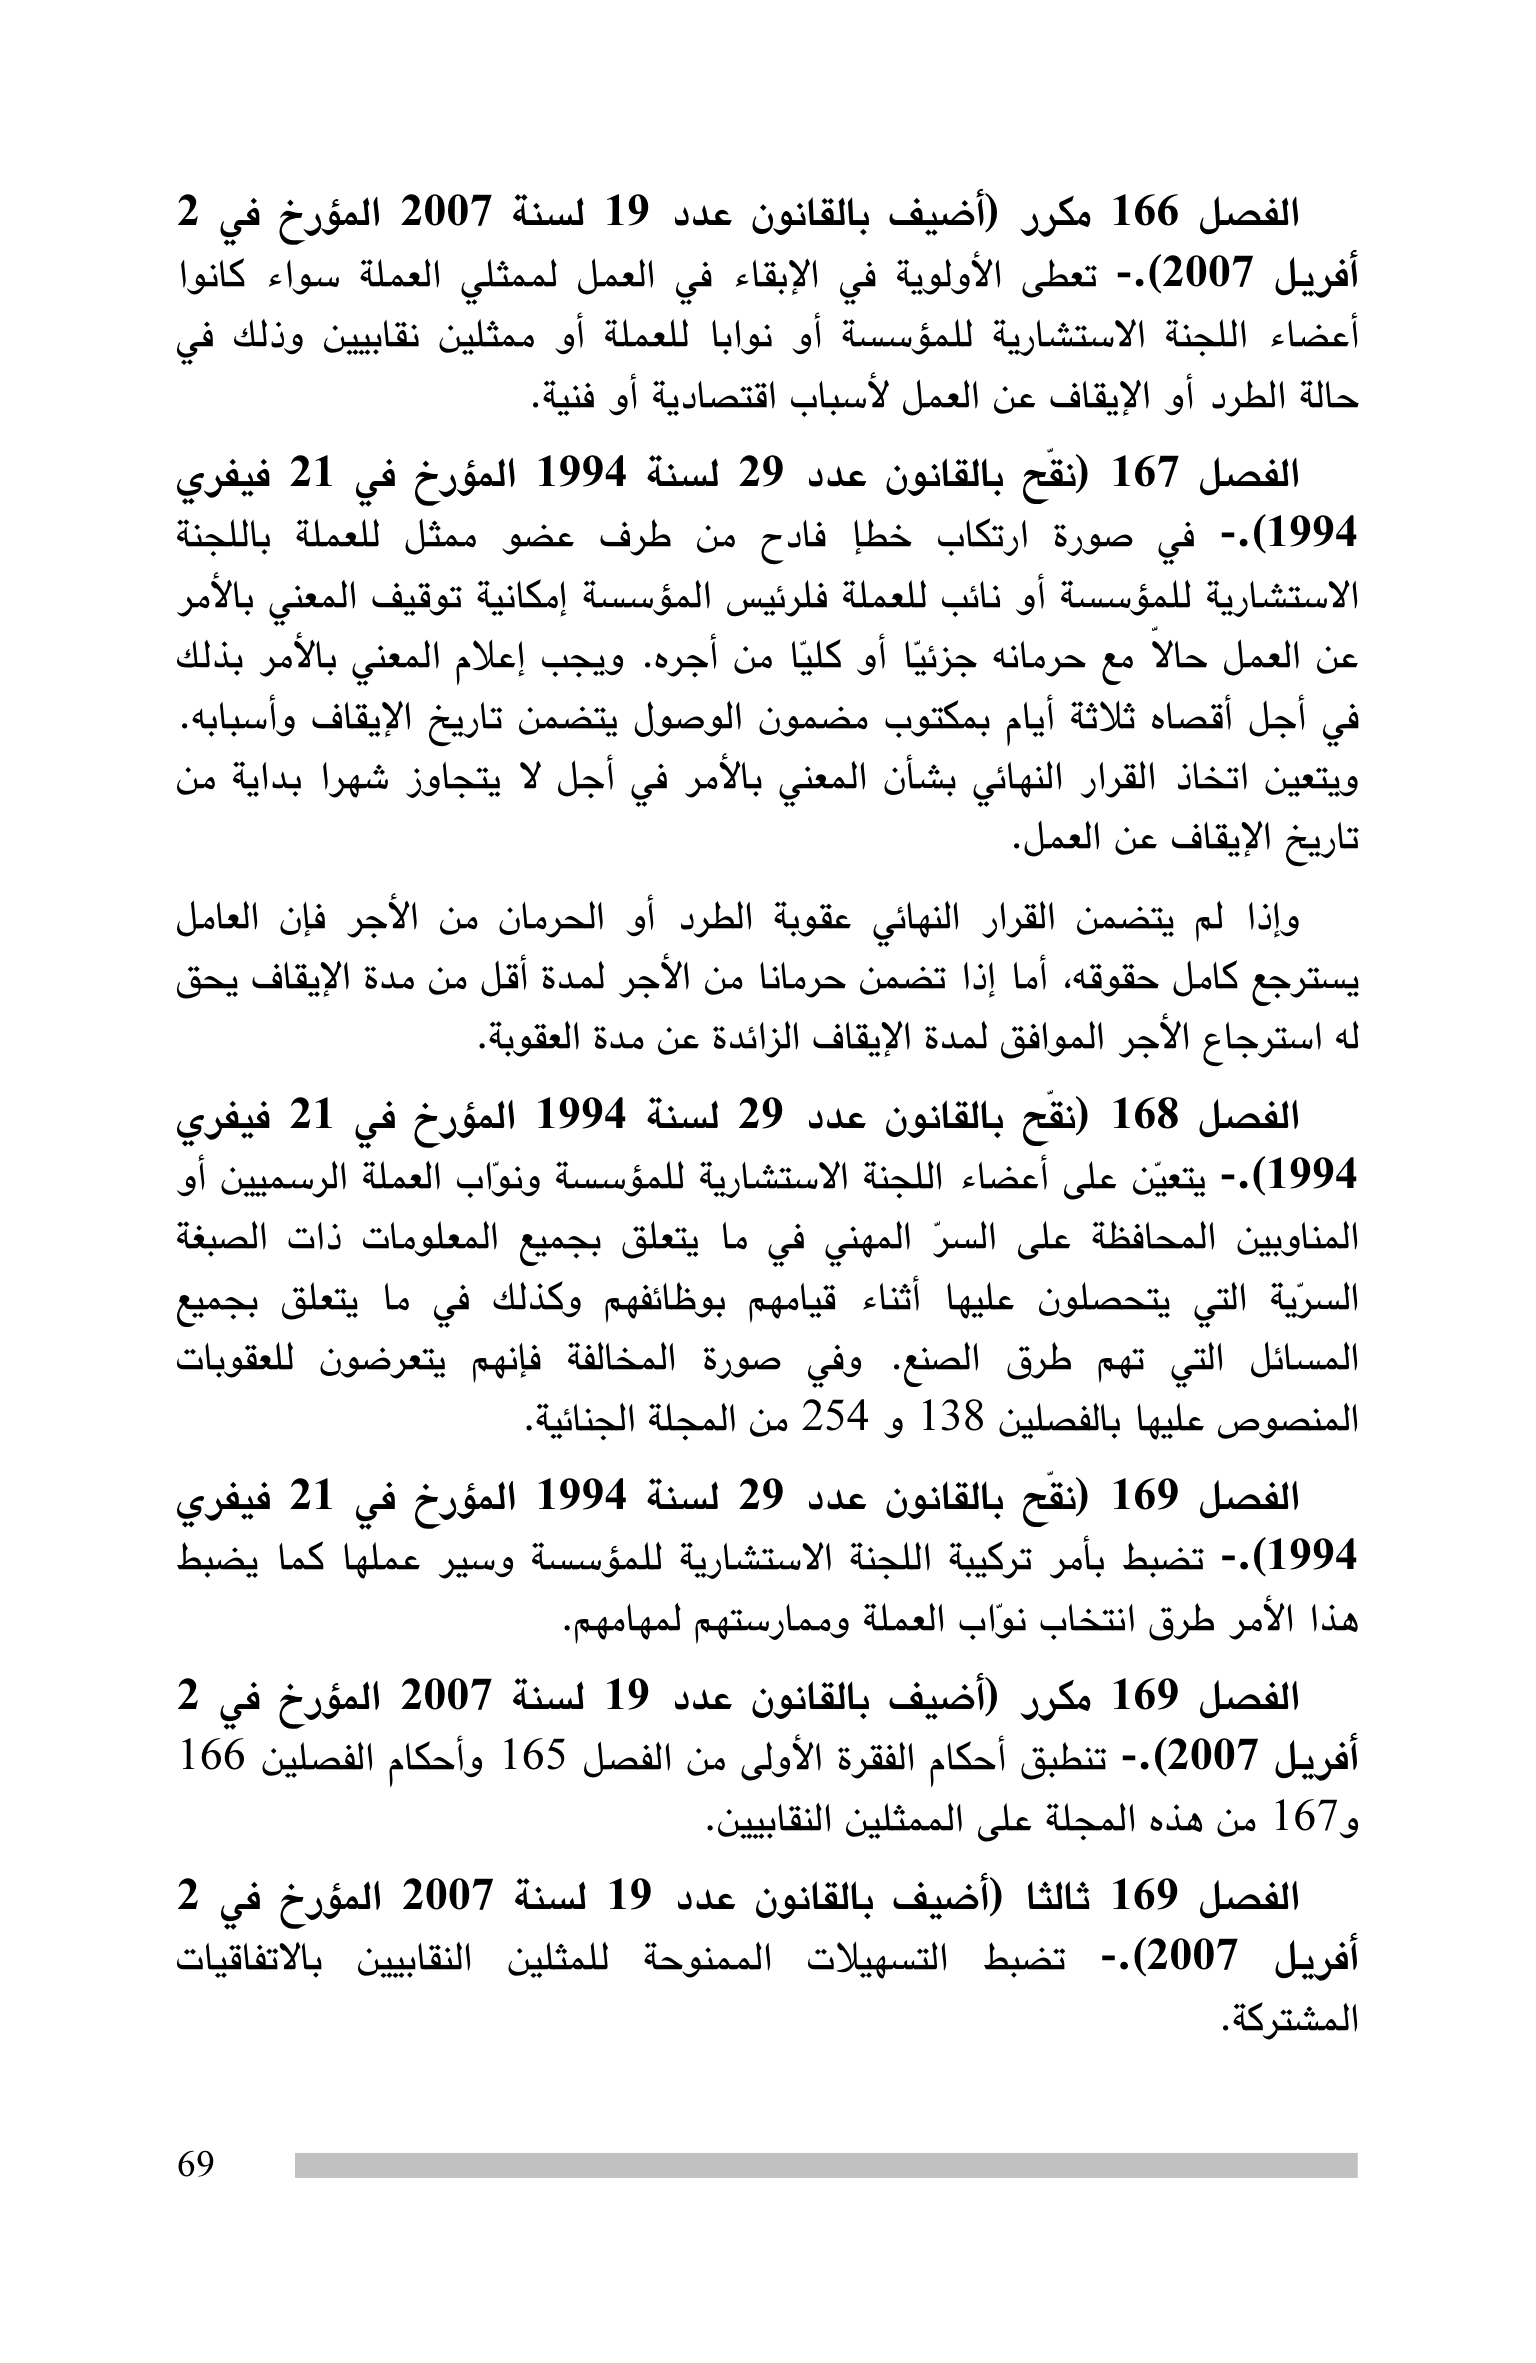 الفصل 166 مكرر (أضيف بالقانون عدد 19 لسنة 2007 المؤرخ في 2
أفريل 2007).- تعطى الأولوية في الإبقاء في العمل لممثلي العملة سواء كانوا
أعضاء اللجنة الاستشارية للمؤسسة أو نوابا للعملة أو ممثلين نقابيين وذلك في
حالة الطرد أو الإيقاف عن العمل لأسباب اقتصادية أو فنية.
الفصل 167 (نقّح بالقانون عدد 29 لسنة 1994 المؤرخ في 21 فيفري
1994).- في صورة ارتكاب خطإ فادح من طرف عضو ممثل للعملة باللجنة
الاستشارية للمؤسسة أو نائب للعملة فلرئيس المؤسسة إمكانية توقيف المعني بالأمر
عن العمل حالاّ مع حرمانه جزئيّا أو كليّا من أجره. ويجب إعلام المعني بالأمر بذلك
في أجل أقصاه ثلاثة أيام بمكتوب مضمون الوصول يتضمن تاريخ الإيقاف وأسبابه.
ويتعين اتخاذ القرار النهائي بشأن المعني بالأمر في أجل لا يتجاوز شهرا بداية من
تاريخ الإيقاف عن العمل.
وإذا لم يتضمن القرار النهائي عقوبة الطرد أو الحرمان من الأجر فإن العامل
يسترجع كامل حقوقه، أما إذا تضمن حرمانا من الأجر لمدة أقل من مدة الإيقاف يحق
له استرجاع الأجر الموافق لمدة الإيقاف الزائدة عن مدة العقوبة.
الفصل 168 (نقّح بالقانون عدد 29 لسنة 1994 المؤرخ في 21 فيفري
1994).- يتعيّن على أعضاء اللجنة الاستشارية للمؤسسة ونوّاب العملة الرسميين أو
المناوبين المحافظة على السرّ المهني في ما يتعلق بجميع المعلومات ذات الصبغة
السرّية التي يتحصلون عليها أثناء قيامهم بوظائفهم وكذلك في ما يتعلق بجميع
المسائل التي تهم طرق الصنع. وفي صورة المخالفة فإنهم يتعرضون للعقوبات
المنصوص عليها بالفصلين 138 و 254 من المجلة الجنائية.
الفصل 169 (نقّح بالقانون عدد 29 لسنة 1994 المؤرخ في 21 فيفري
1994).- تضبط بأمر تركيبة اللجنة الاستشارية للمؤسسة وسير عملها كما يضبط
هذا الأمر طرق انتخاب نوّاب العملة وممارستهم لمهامهم.
الفصل 169 مكرر (أضيف بالقانون عدد 19 لسنة 2007 المؤرخ في 2
أفريل 2007).- تنطبق أحكام الفقرة الأولى من الفصل 165 وأحكام الفصلين 166
و167 من هذه المجلة على الممثلين النقابيين.
الفصل 169 ثالثا (أضيف بالقانون عدد 19 لسنة 2007 المؤرخ في 2
أفريل 2007).- تضبط التسهيلات الممنوحة للمثلين النقابيين بالاتفاقيات
المشتركة.
69